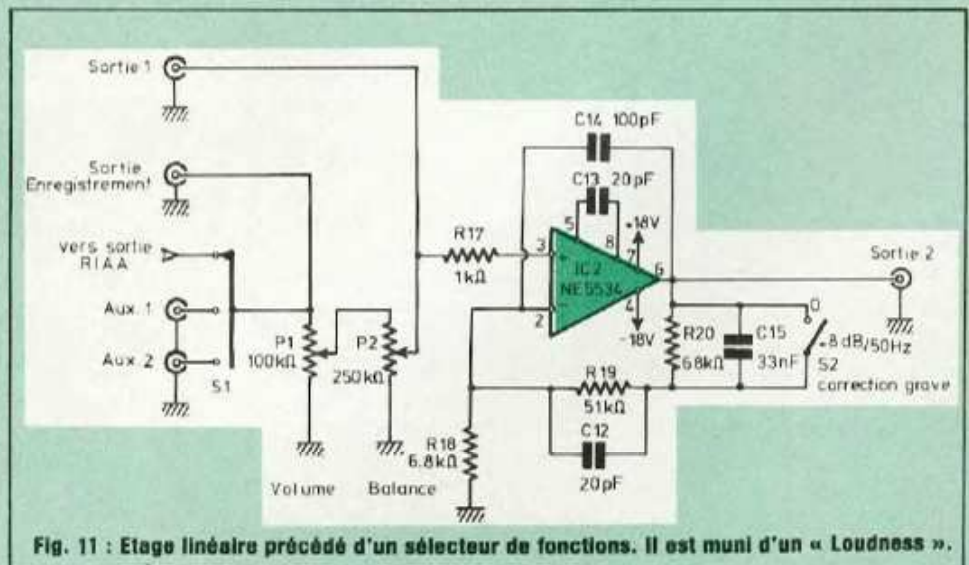 Sortie 1
Sortie
Enregistrement
vers sortie
RIAA
Aux. 1
Aux 2
S1
P1
100kΩ
P2
250kΩ
Volume
Balance
R17
1kΩ
C14 100pF
C13 20pF
5
8
3
+
7
+18V
IC2
NE5534
6
2
−
4
-18V
Sortie 2
R20
68kΩ
C15
33nF
0
-8dB/50Hz
S2
correction grave
R19
51kΩ
C12
20pF
R18
6.8kΩ
Fig. 11 : Etage linéaire précédé d'un sélecteur de fonctions. Il est muni d'un « Loudness ».